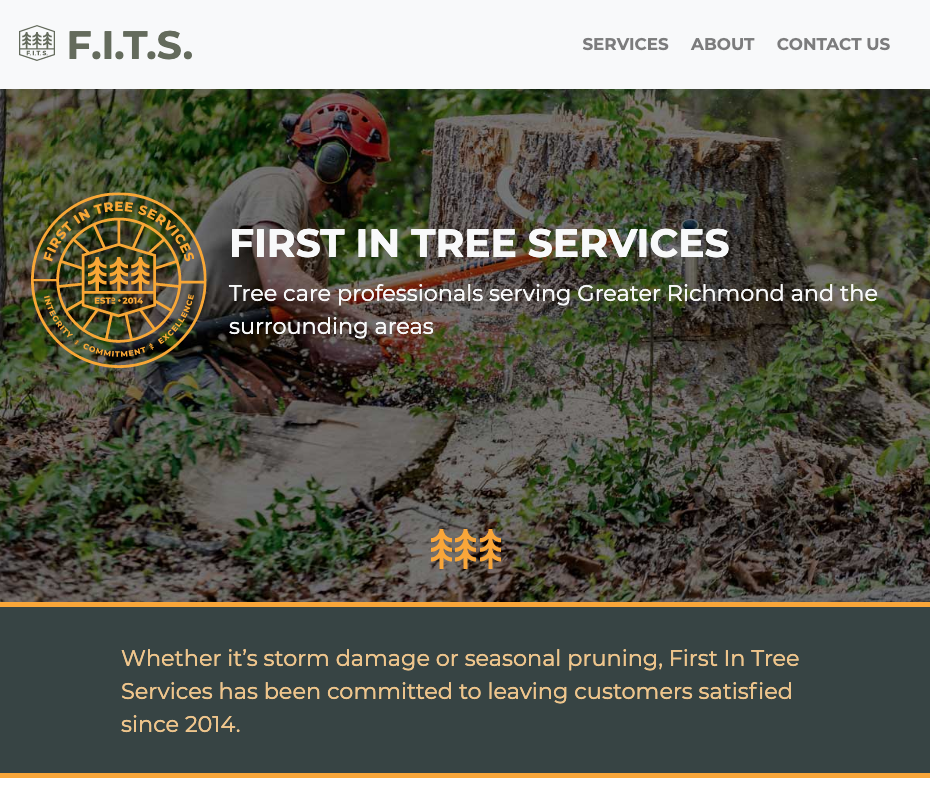 F.I.T.S.
F.I.T.S.
SERVICES ABOUT CONTACT US
FIRST IN TREE SERVICES
ESTD • 2014
INTEGRITY COMMITMENT EXCELLENCE
FIRST IN TREE SERVICES
Tree care professionals serving Greater Richmond and the
surrounding areas
Whether it’s storm damage or seasonal pruning, First In Tree
Services has been committed to leaving customers satisfied
since 2014.